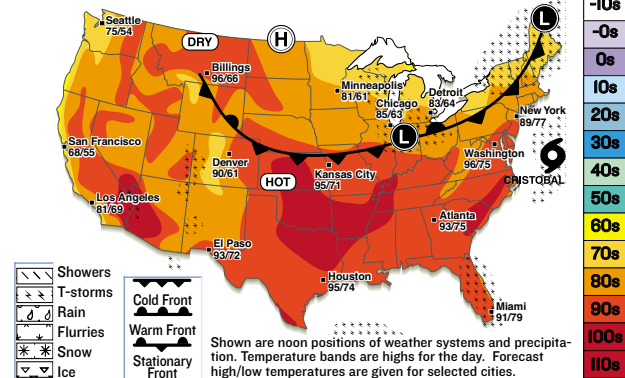 Seattle
75/54
DRY
H
L
Billings
96/66
Minneapolis
81/61
Detroit
83/64
Chicago
85/63
New York
89/77
L
San Francisco
68/55
Denver
90/61
HOT
Kansas City
95/71
Washington
96/75
CRISTOBAL
Los Angeles
81/69
Atlanta
93/75
El Paso
93/72
Houston
95/74
Miami
91/79
-10s
-0s
0s
10s
20s
30s
40s
50s
60s
70s
80s
90s
100s
110s
Showers
T-storms
Rain
Flurries
Snow
Ice
Cold Front
Warm Front
Stationary
Front
Shown are noon positions of weather systems and precipita-
tion. Temperature bands are highs for the day. Forecast
high/low temperatures are given for selected cities.